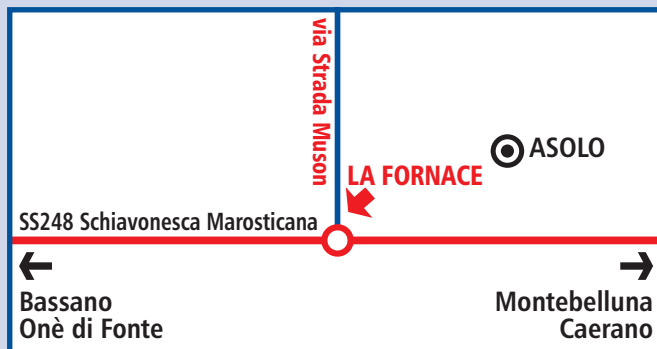 via Strada Muson
ASOLO
LA FORNACE
SS248 Schiavonesca Marosticana
Bassano
Onè di Fonte
Montebelluna
Caerano